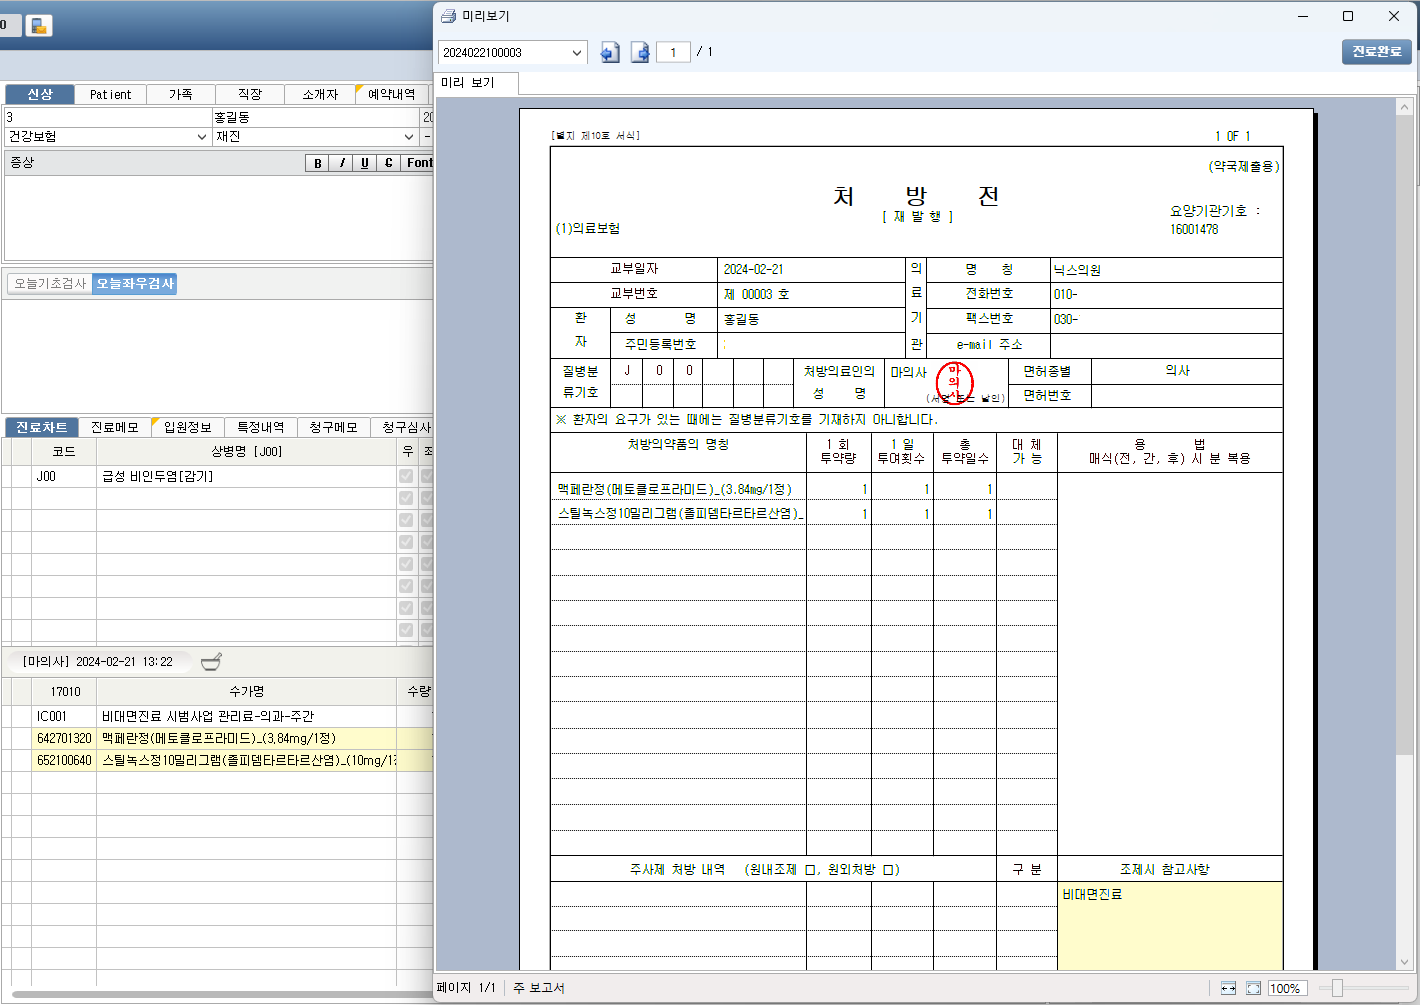 0
신상 Patient 가족 직장 소개자 예약내역
3 홍길동 20
건강보험 재진 -
증상 B I U C Font
오늘기초검사 오늘좌우검사
진료차트 진료메모 입원정보 특정내역 청구메모 청구심사
코드 상병명 [J00] 우 좌
J00 급성 비인두염[감기]
[마의사] 2024-02-21 13:22
17010 수가명 수량
IC001 비대면진료 시범사업 관리료-의과-주간
642701320 맥페란정(메토클로프라미드)_(3.84mg/1정)
652100640 스틸녹스정10밀리그램(졸피뎀타르타르산염)_(10mg/1정
미리보기
2024022100003 1 / 1 진료완료
미리 보기
[별지 제10호 서식] 1 OF 1
(약국제출용)
처 방 전
[ 재 발 행 ]
요양기관기호 :
(1)의료보험 16001478
교부일자 2024-02-21 의 명 칭 닉스의원
교부번호 제 00003 호 료 전화번호 010-
환 성 명 홍길동 기 팩스번호 030-
자 주민등록번호 관 e-mail 주소
질병분 J 0 0 처방의료인의 마의사 마의사 면허종별 의사
류기호 성 명 (서명 또는 날인) 면허번호
※ 환자의 요구가 있는 때에는 질병분류기호를 기재하지 아니합니다.
처방의약품의 명칭 1 회 1 일 총 대 체 용 법
투약량 투여횟수 투약일수 가 능 매식(전, 간, 후) 시 분 복용
맥페란정(메토클로프라미드)_(3.84mg/1정) 1 1 1
스틸녹스정10밀리그램(졸피뎀타르타르산염)_ 1 1 1
주사제 처방 내역 (원내조제 □, 원외처방 □) 구 분 조제시 참고사항
비대면진료
페이지 1/1 주 보고서 100%